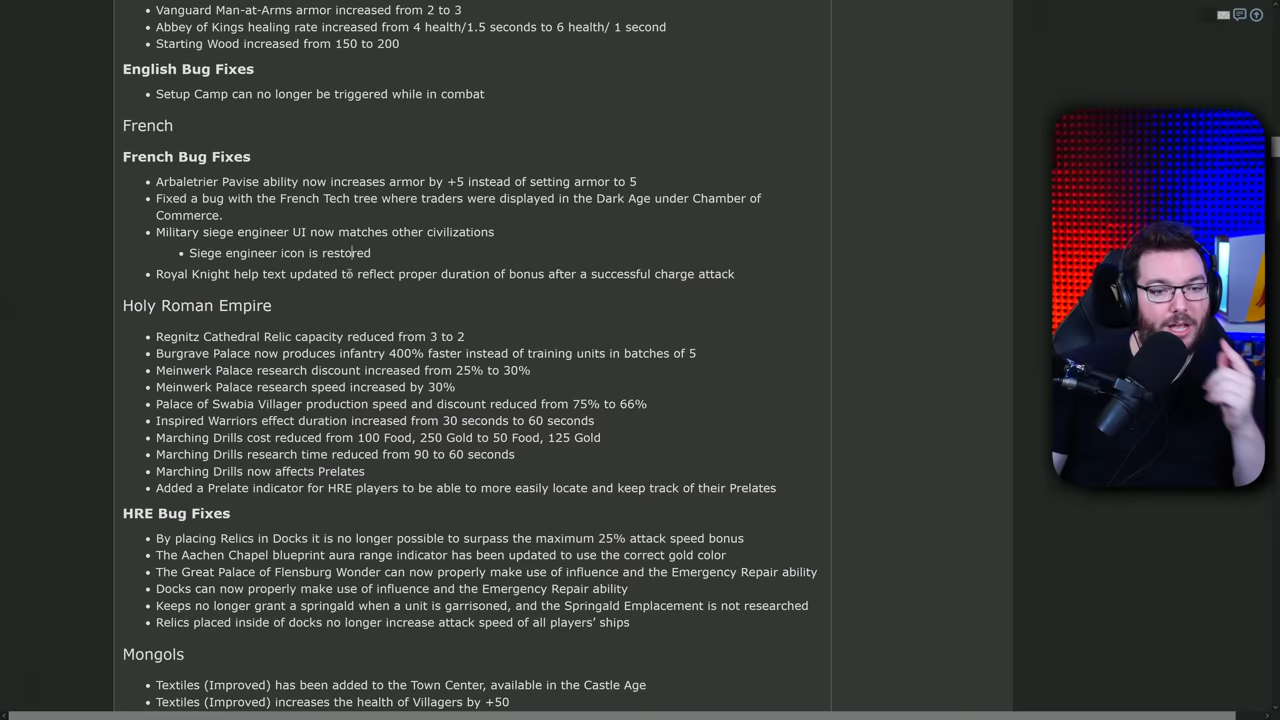 Vanguard Man-at-Arms armor increased from 2 to 3
Abbey of Kings healing rate increased from 4 health/1.5 seconds to 6 health/ 1 second
Starting Wood increased from 150 to 200
English Bug Fixes
Setup Camp can no longer be triggered while in combat
French
French Bug Fixes
Arbaletrier Pavise ability now increases armor by +5 instead of setting armor to 5
Fixed a bug with the French Tech tree where traders were displayed in the Dark Age under Chamber of
Commerce.
Military siege engineer UI now matches other civilizations
Siege engineer icon is restored
Royal Knight help text updated to reflect proper duration of bonus after a successful charge attack
Holy Roman Empire
Regnitz Cathedral Relic capacity reduced from 3 to 2
Burgrave Palace now produces infantry 400% faster instead of training units in batches of 5
Meinwerk Palace research discount increased from 25% to 30%
Meinwerk Palace research speed increased by 30%
Palace of Swabia Villager production speed and discount reduced from 75% to 66%
Inspired Warriors effect duration increased from 30 seconds to 60 seconds
Marching Drills cost reduced from 100 Food, 250 Gold to 50 Food, 125 Gold
Marching Drills research time reduced from 90 to 60 seconds
Marching Drills now affects Prelates
Added a Prelate indicator for HRE players to be able to more easily locate and keep track of their Prelates
HRE Bug Fixes
By placing Relics in Docks it is no longer possible to surpass the maximum 25% attack speed bonus
The Aachen Chapel blueprint aura range indicator has been updated to use the correct gold color
The Great Palace of Flensburg Wonder can now properly make use of influence and the Emergency Repair ability
Docks can now properly make use of influence and the Emergency Repair ability
Keeps no longer grant a springald when a unit is garrisoned, and the Springald Emplacement is not researched
Relics placed inside of docks no longer increase attack speed of all players’ ships
Mongols
Textiles (Improved) has been added to the Town Center, available in the Castle Age
Textiles (Improved) increases the health of Villagers by +50